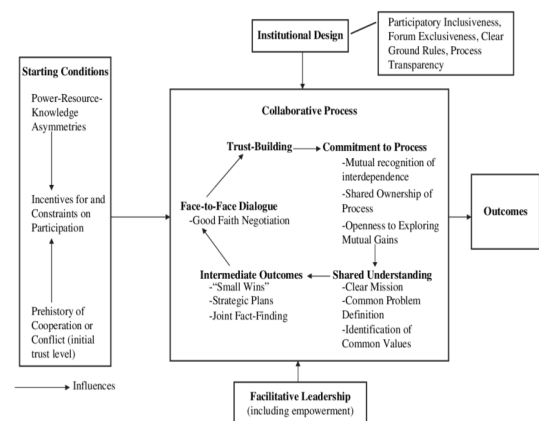 Institutional Design
Participatory Inclusiveness,
Forum Exclusiveness, Clear
Ground Rules, Process
Transparency
Starting Conditions
Power-Resource-
Knowledge
Asymmetries
Incentives for and
Constraints on
Participation
Prehistory of
Cooperation or
Conflict (initial
trust level)
Influences
Collaborative Process
Trust-Building
Commitment to Process
-Mutual recognition of
interdependence
-Shared Ownership of
Process
-Openness to Exploring
Mutual Gains
Face-to-Face Dialogue
-Good Faith Negotiation
Intermediate Outcomes
-“Small Wins”
-Strategic Plans
-Joint Fact-Finding
Shared Understanding
-Clear Mission
-Common Problem
Definition
-Identification of
Common Values
Outcomes
Facilitative Leadership
(including empowerment)